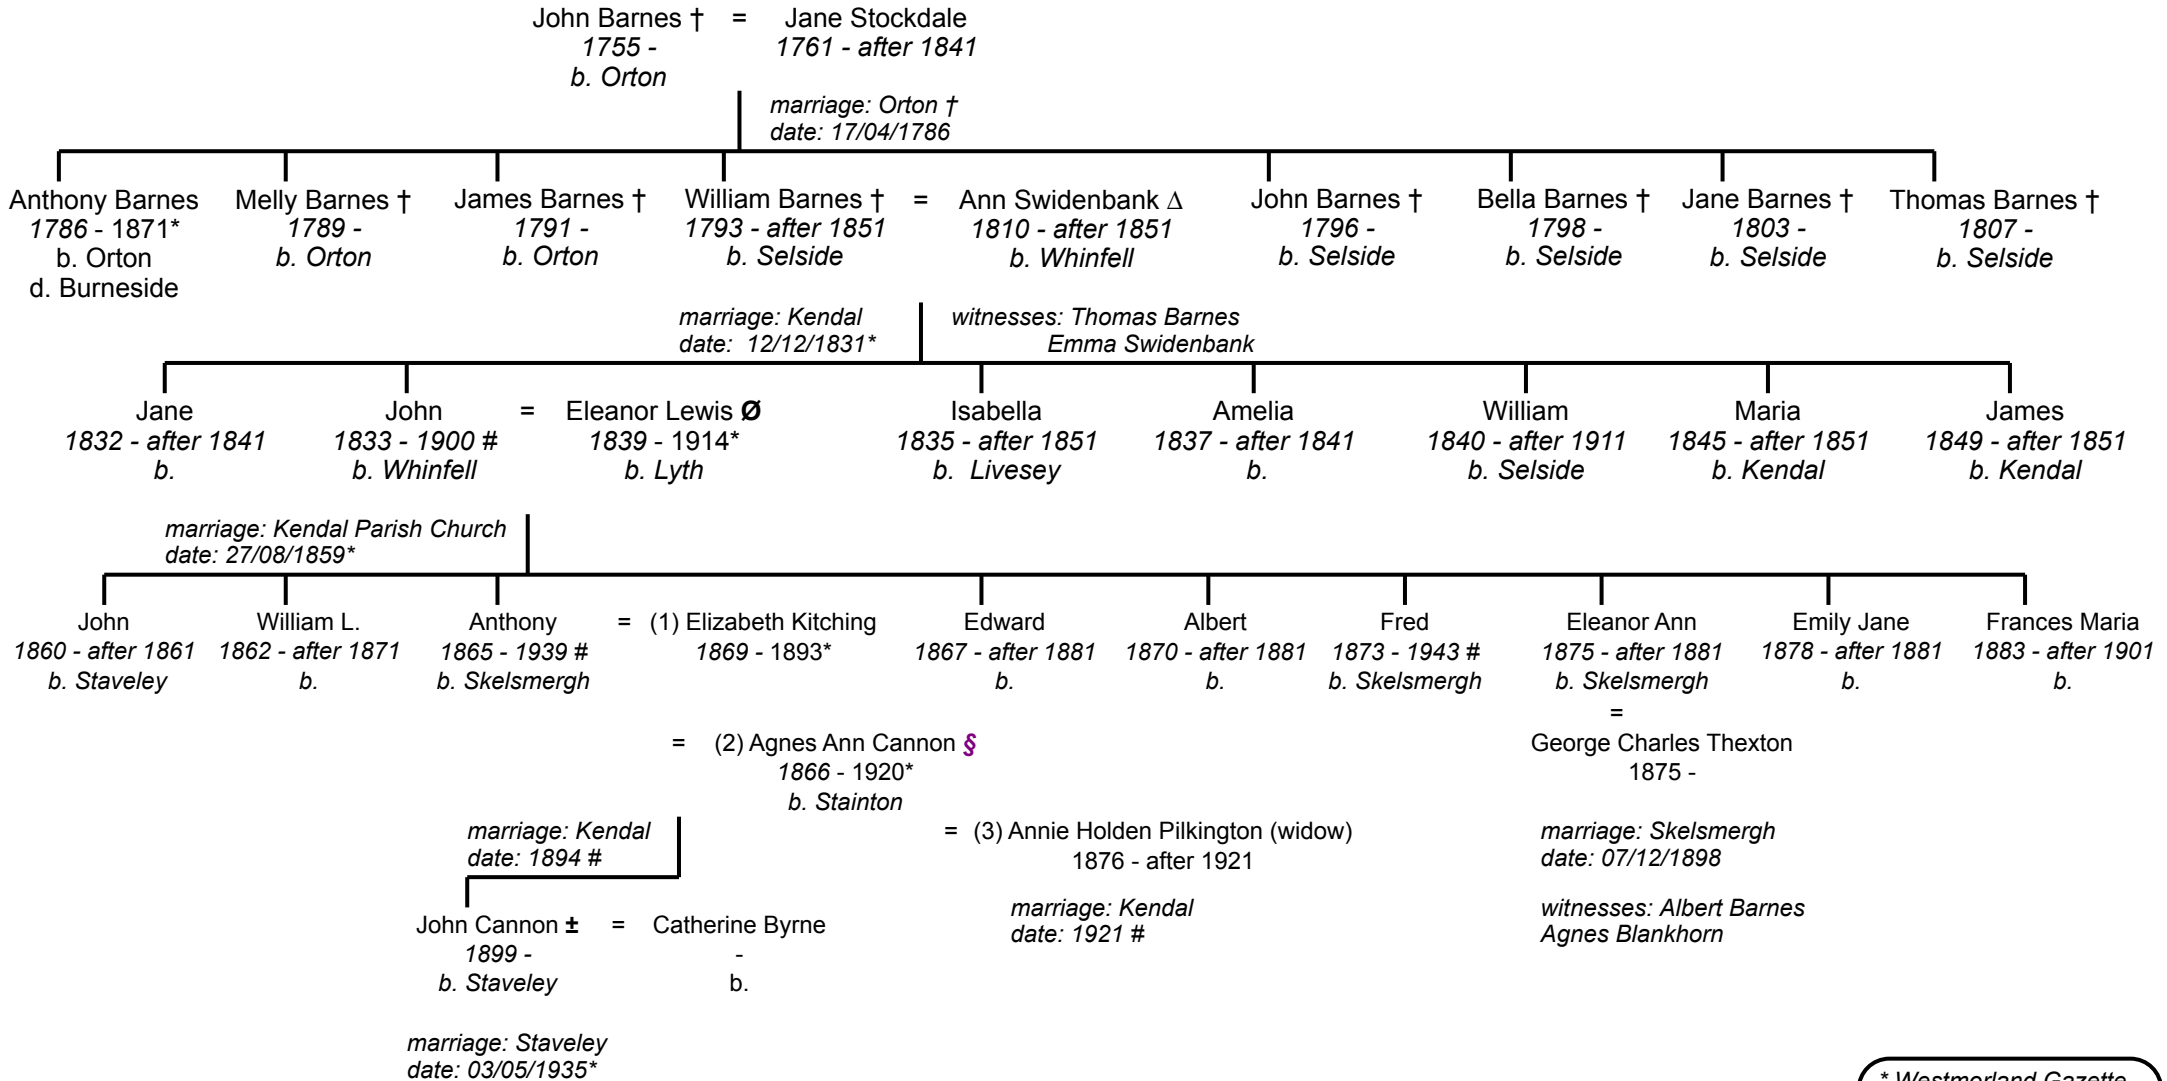 John Barnes † = Jane Stockdale
1755 - 1761 - after 1841
b. Orton
marriage: Orton †
date: 17/04/1786
Anthony Barnes Melly Barnes † James Barnes † William Barnes † = Ann Swidenbank Δ John Barnes † Bella Barnes † Jane Barnes † Thomas Barnes †
1786 - 1871* 1789 - 1791 - 1793 - after 1851 1810 - after 1851 1796 - 1798 - 1803 - 1807 -
b. Orton b. Orton b. Orton b. Selside b. Whinfell b. Selside b. Selside b. Selside b. Selside
d. Burneside
marriage: Kendal witnesses: Thomas Barnes
date: 12/12/1831* Emma Swidenbank
Jane John = Eleanor Lewis Ø Isabella Amelia William Maria James
1832 - after 1841 1833 - 1900 # 1839 - 1914* 1835 - after 1851 1837 - after 1841 1840 - after 1911 1845 - after 1851 1849 - after 1851
b. b. Whinfell b. Lyth b. Livesey b. b. Selside b. Kendal b. Kendal
marriage: Kendal Parish Church
date: 27/08/1859*
John William L. Anthony = (1) Elizabeth Kitching Edward Albert Fred Eleanor Ann Emily Jane Frances Maria
1860 - after 1861 1862 - after 1871 1865 - 1939 # 1869 - 1893* 1867 - after 1881 1870 - after 1881 1873 - 1943 # 1875 - after 1881 1878 - after 1881 1883 - after 1901
b. Staveley b. b. Skelsmergh b. b. b. Skelsmergh b. Skelsmergh b. b.
=
= (2) Agnes Ann Cannon § George Charles Thexton
1866 - 1920* 1875 -
b. Stainton
marriage: Kendal = (3) Annie Holden Pilkington (widow) marriage: Skelsmergh
date: 1894 # 1876 - after 1921 date: 07/12/1898
marriage: Kendal witnesses: Albert Barnes
date: 1921 # Agnes Blankhorn
John Cannon ± = Catherine Byrne
1899 - -
b. Staveley b.
marriage: Staveley
date: 03/05/1935*
* Westmorland Gazette